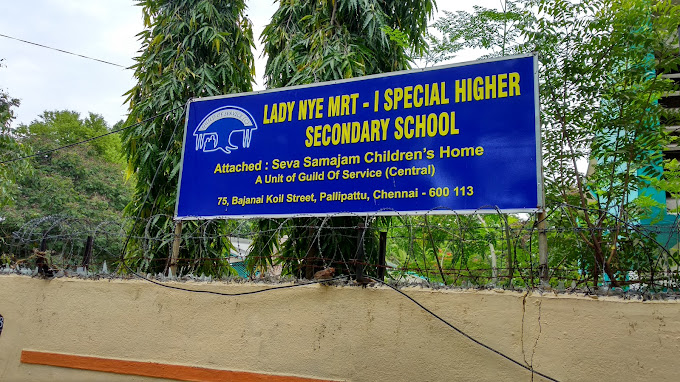 LADY NYE MRT - I SPECIAL HIGHER
SECONDARY SCHOOL
Attached : Seva Samajam Children's Home
A Unit of Guild Of Service (Central)
75, Bajanai Koil Street, Pallipattu, Chennai - 600 113